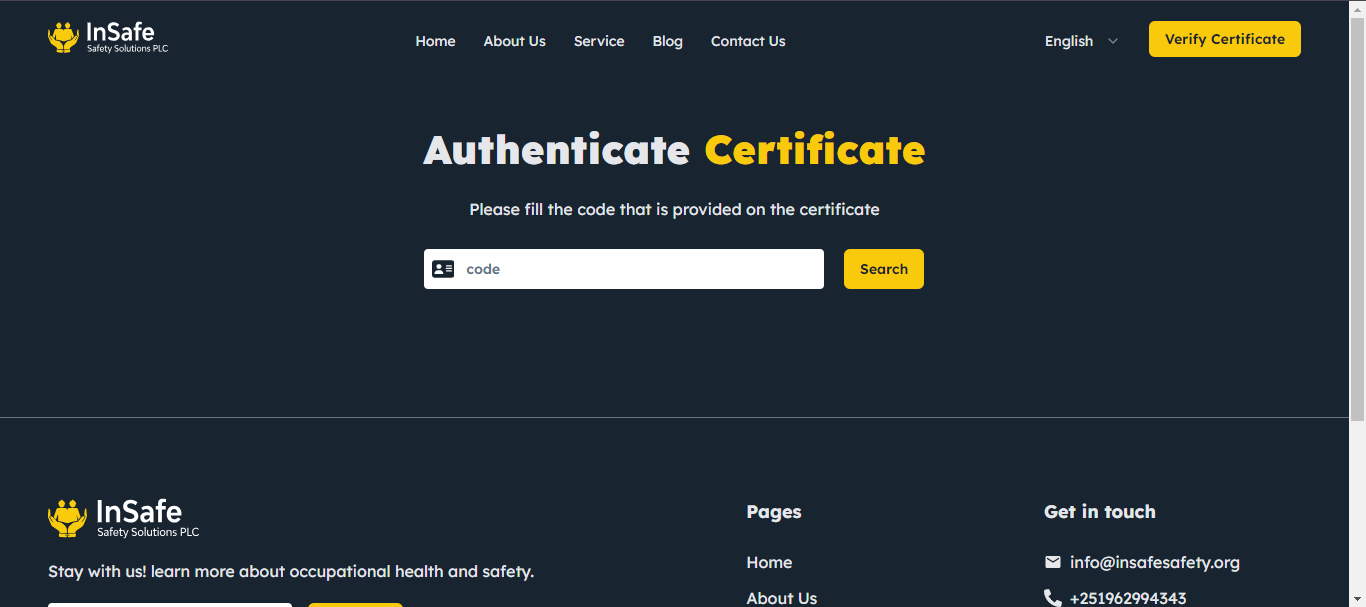 InSafe
Safety Solutions PLC
Home About Us Service Blog Contact Us
English
Verify Certificate
Authenticate Certificate
Please fill the code that is provided on the certificate
code
Search
InSafe
Safety Solutions PLC
Stay with us! learn more about occupational health and safety.
Pages
Home
About Us
Get in touch
info@insafesafety.org
+251962994343